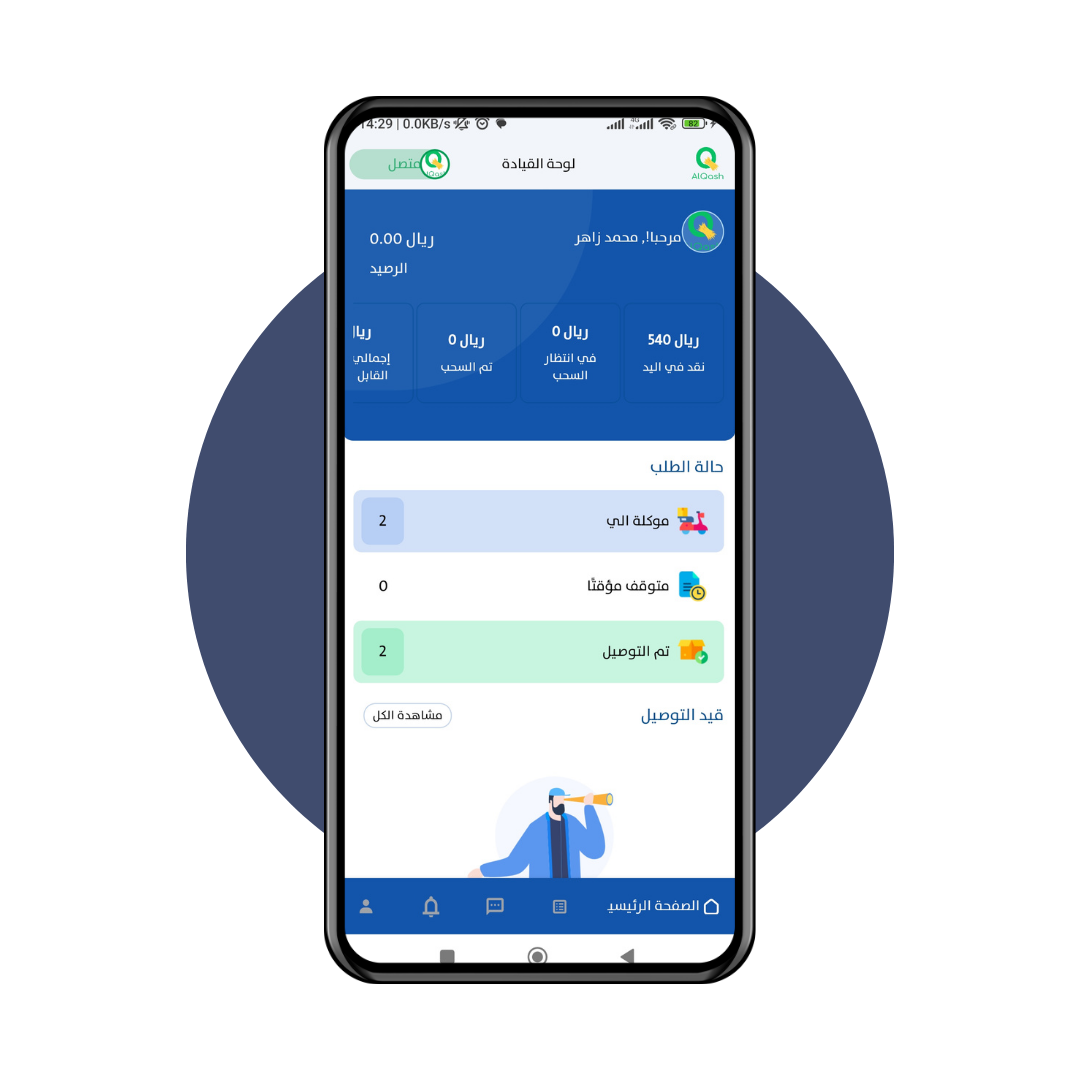 14:29 | 0.0KB/s
4G
82
AlQosh
لوحة القيادة
متصل
مرحبا!, محمد زاهر
ريال 0.00
الرصيد
ريال 540
نقد في اليد
ريال 0
في انتظار
السحب
ريال 0
تم السحب
ريال
إجمالي
القابل
حالة الطلب
موكلة الي
2
متوقف مؤقتًا
0
تم التوصيل
2
قيد التوصيل
مشاهدة الكل
الصفحة الرئيسي